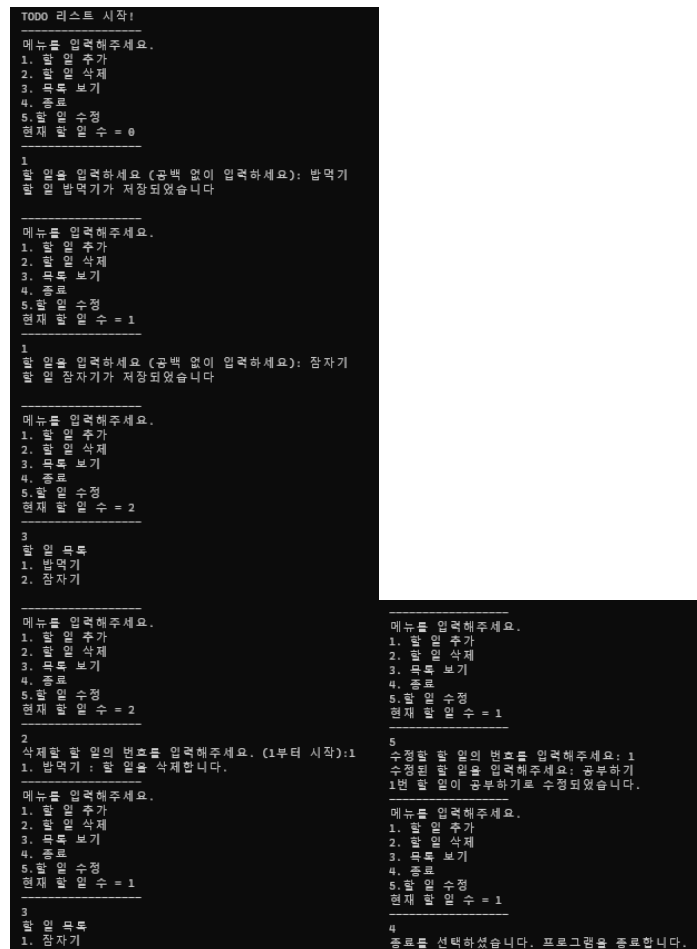 TODO 리스트 시작!
------------------
메뉴를 입력해주세요.
1. 할 일 추가
2. 할 일 삭제
3. 목록 보기
4. 종료
5.할 일 수정
현재 할 일 수 = 0
------------------
1
할 일을 입력하세요 (공백 없이 입력하세요): 밥먹기
할 일 밥먹기가 저장되었습니다
------------------
메뉴를 입력해주세요.
1. 할 일 추가
2. 할 일 삭제
3. 목록 보기
4. 종료
5.할 일 수정
현재 할 일 수 = 1
------------------
1
할 일을 입력하세요 (공백 없이 입력하세요): 잠자기
할 일 잠자기가 저장되었습니다
------------------
메뉴를 입력해주세요.
1. 할 일 추가
2. 할 일 삭제
3. 목록 보기
4. 종료
5.할 일 수정
현재 할 일 수 = 2
------------------
3
할 일 목록
1. 밥먹기
2. 잠자기
------------------
메뉴를 입력해주세요.
1. 할 일 추가
2. 할 일 삭제
3. 목록 보기
4. 종료
5.할 일 수정
현재 할 일 수 = 2
------------------
2
삭제할 할 일의 번호를 입력해주세요. (1부터 시작):1
1. 밥먹기 : 할 일을 삭제합니다.
------------------
메뉴를 입력해주세요.
1. 할 일 추가
2. 할 일 삭제
3. 목록 보기
4. 종료
5.할 일 수정
현재 할 일 수 = 1
------------------
3
할 일 목록
1. 잠자기
------------------
메뉴를 입력해주세요.
1. 할 일 추가
2. 할 일 삭제
3. 목록 보기
4. 종료
5.할 일 수정
현재 할 일 수 = 1
------------------
5
수정할 할 일의 번호를 입력해주세요: 1
수정된 할 일을 입력해주세요: 공부하기
1번 할 일이 공부하기로 수정되었습니다.
------------------
메뉴를 입력해주세요.
1. 할 일 추가
2. 할 일 삭제
3. 목록 보기
4. 종료
5.할 일 수정
현재 할 일 수 = 1
------------------
4
종료를 선택하셨습니다. 프로그램을 종료합니다.